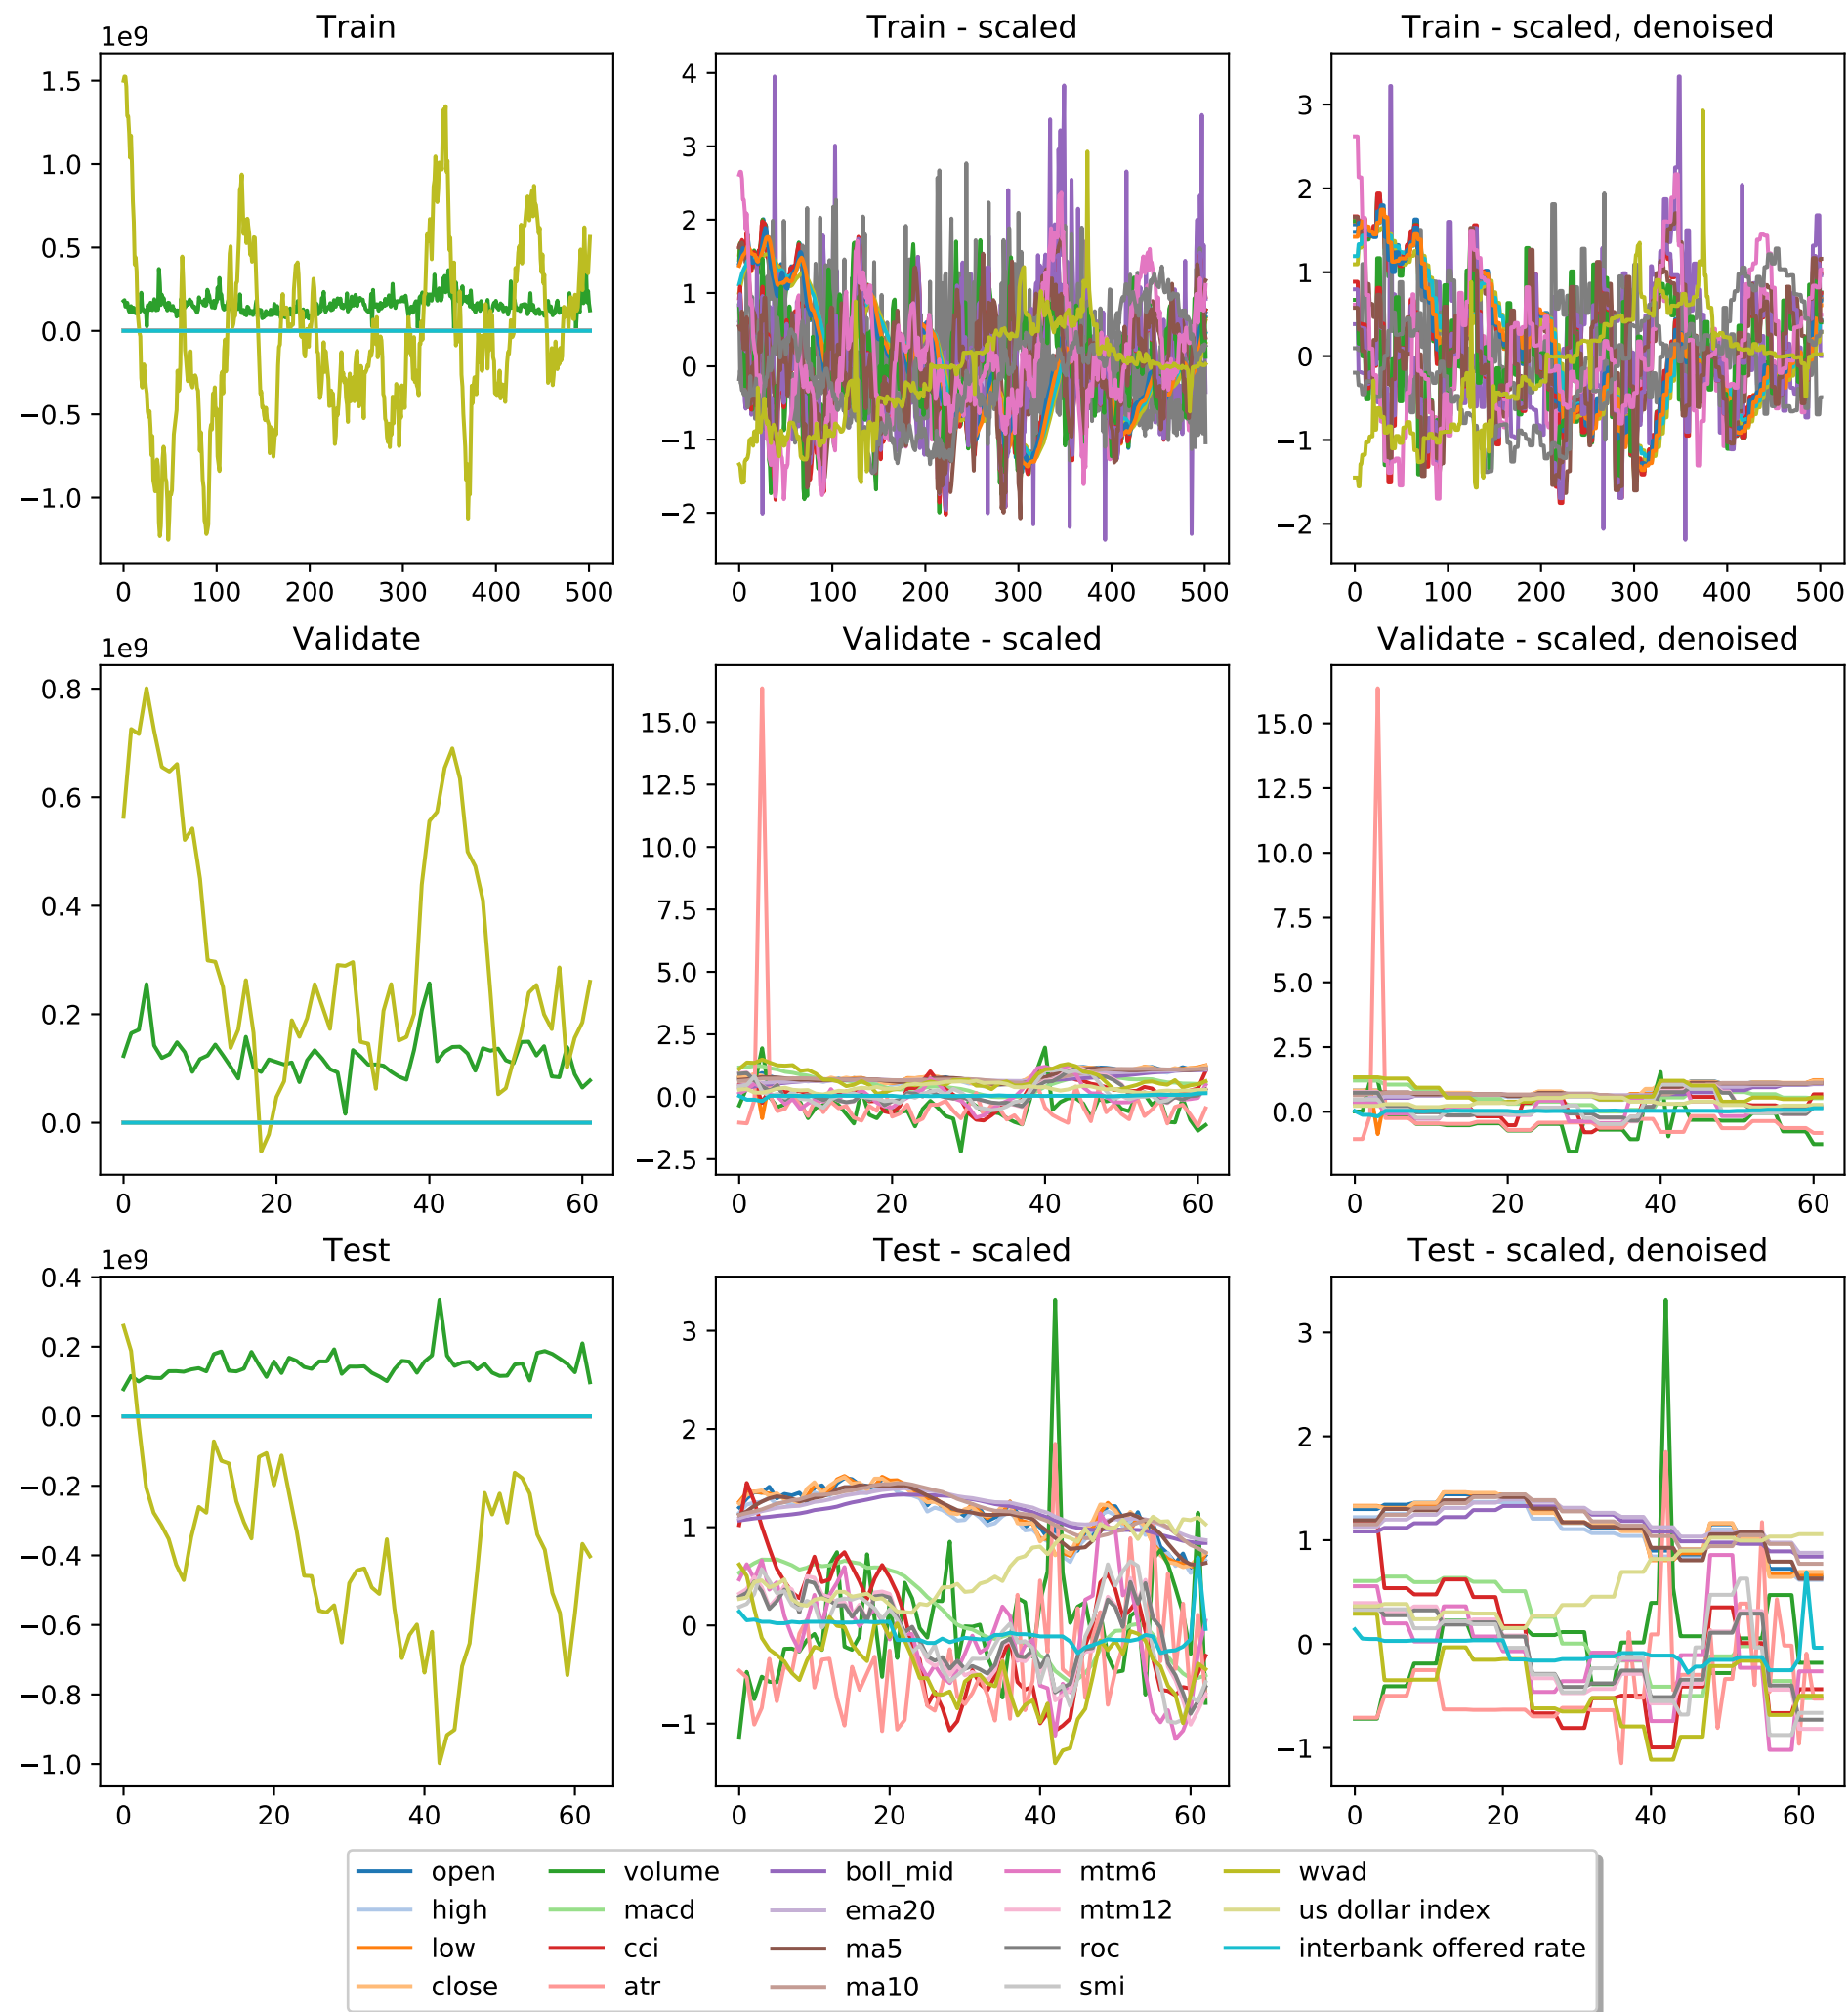 Train
Train - scaled
Train - scaled, denoised
1e9
1.5
1.0
0.5
0.0
−0.5
−1.0
0 100 200 300 400 500
4
3
2
1
0
−1
−2
0 100 200 300 400 500
3
2
1
0
−1
−2
0 100 200 300 400 500
Validate
Validate - scaled
Validate - scaled, denoised
1e9
0.8
0.6
0.4
0.2
0.0
0 20 40 60
15.0
12.5
10.0
7.5
5.0
2.5
0.0
−2.5
0 20 40 60
15.0
12.5
10.0
7.5
5.0
2.5
0.0
0 20 40 60
Test
Test - scaled
Test - scaled, denoised
1e9
0.4
0.2
0.0
−0.2
−0.4
−0.6
−0.8
−1.0
0 20 40 60
3
2
1
0
−1
0 20 40 60
3
2
1
0
−1
0 20 40 60
open
high
low
close
volume
macd
cci
atr
boll_mid
ema20
ma5
ma10
mtm6
mtm12
roc
smi
wvad
us dollar index
interbank offered rate